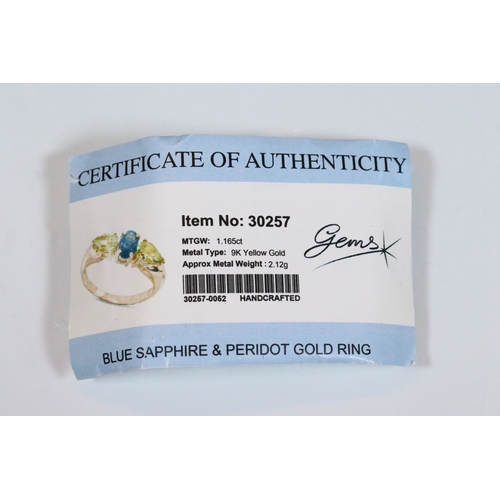 CERTIFICATE OF AUTHENTICITY
Item No: 30257
MTGW: 1.165ct
Metal Type: 9K Yellow Gold
Approx Metal Weight : 2.12g
30257-0052 HANDCRAFTED
Gems
BLUE SAPPHIRE & PERIDOT GOLD RING